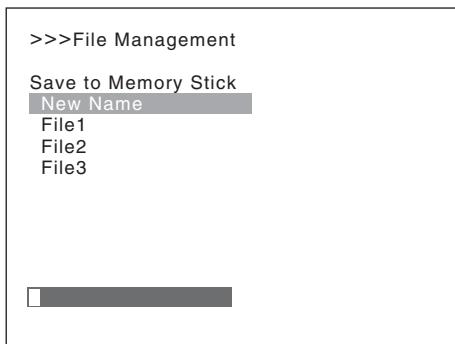 >>>File Management
Save to Memory Stick
New Name
File1
File2
File3